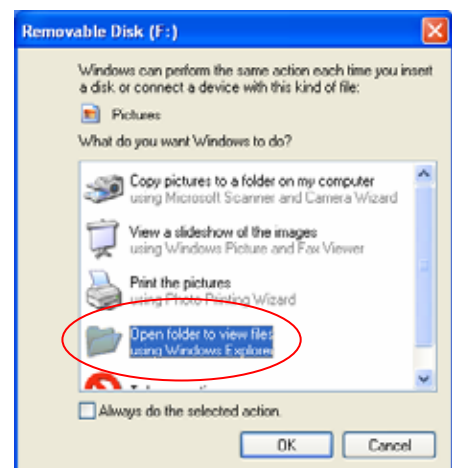 Removable Disk (F:)
Windows can perform the same action each time you insert
a disk or connect a device with this kind of file:
Pictures
What do you want Windows to do?
Copy pictures to a folder on my computer
using Microsoft Scanner and Camera Wizard
View a slideshow of the images
using Windows Picture and Fax Viewer
Print the pictures
using Photo Printing Wizard
Open folder to view files
using Windows Explorer
Always do the selected action.
OK
Cancel